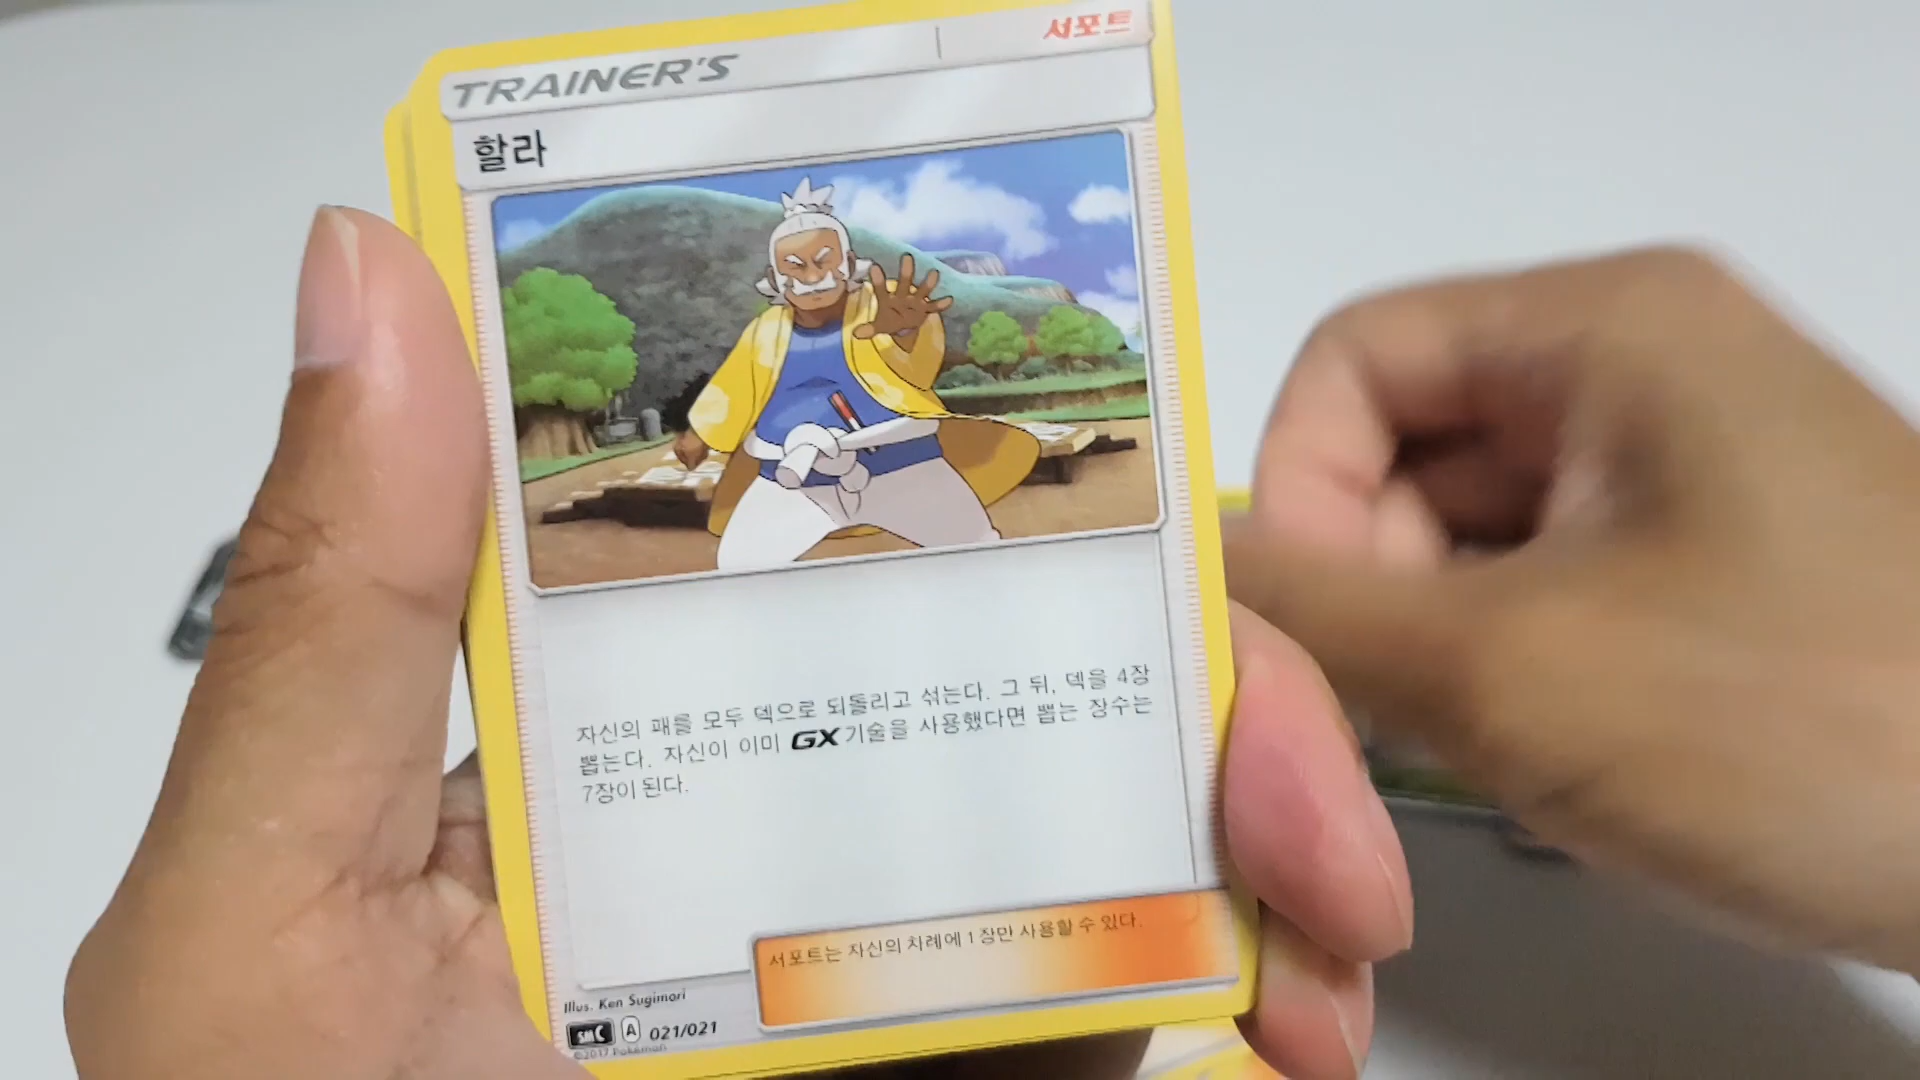 TRAINER'S
서포트
할라
자신의 패를 모두 덱으로 되돌리고 섞는다. 그 뒤, 덱을 4장
뽑는다. 자신이 이미 GX 기술을 사용했다면 뽑는 장수는
7장이 된다.
서포트는 자신의 차례에 1장만 사용할 수 있다.
Illus. Ken Sugimori
SMC A 021/021
©2017 Pokémon